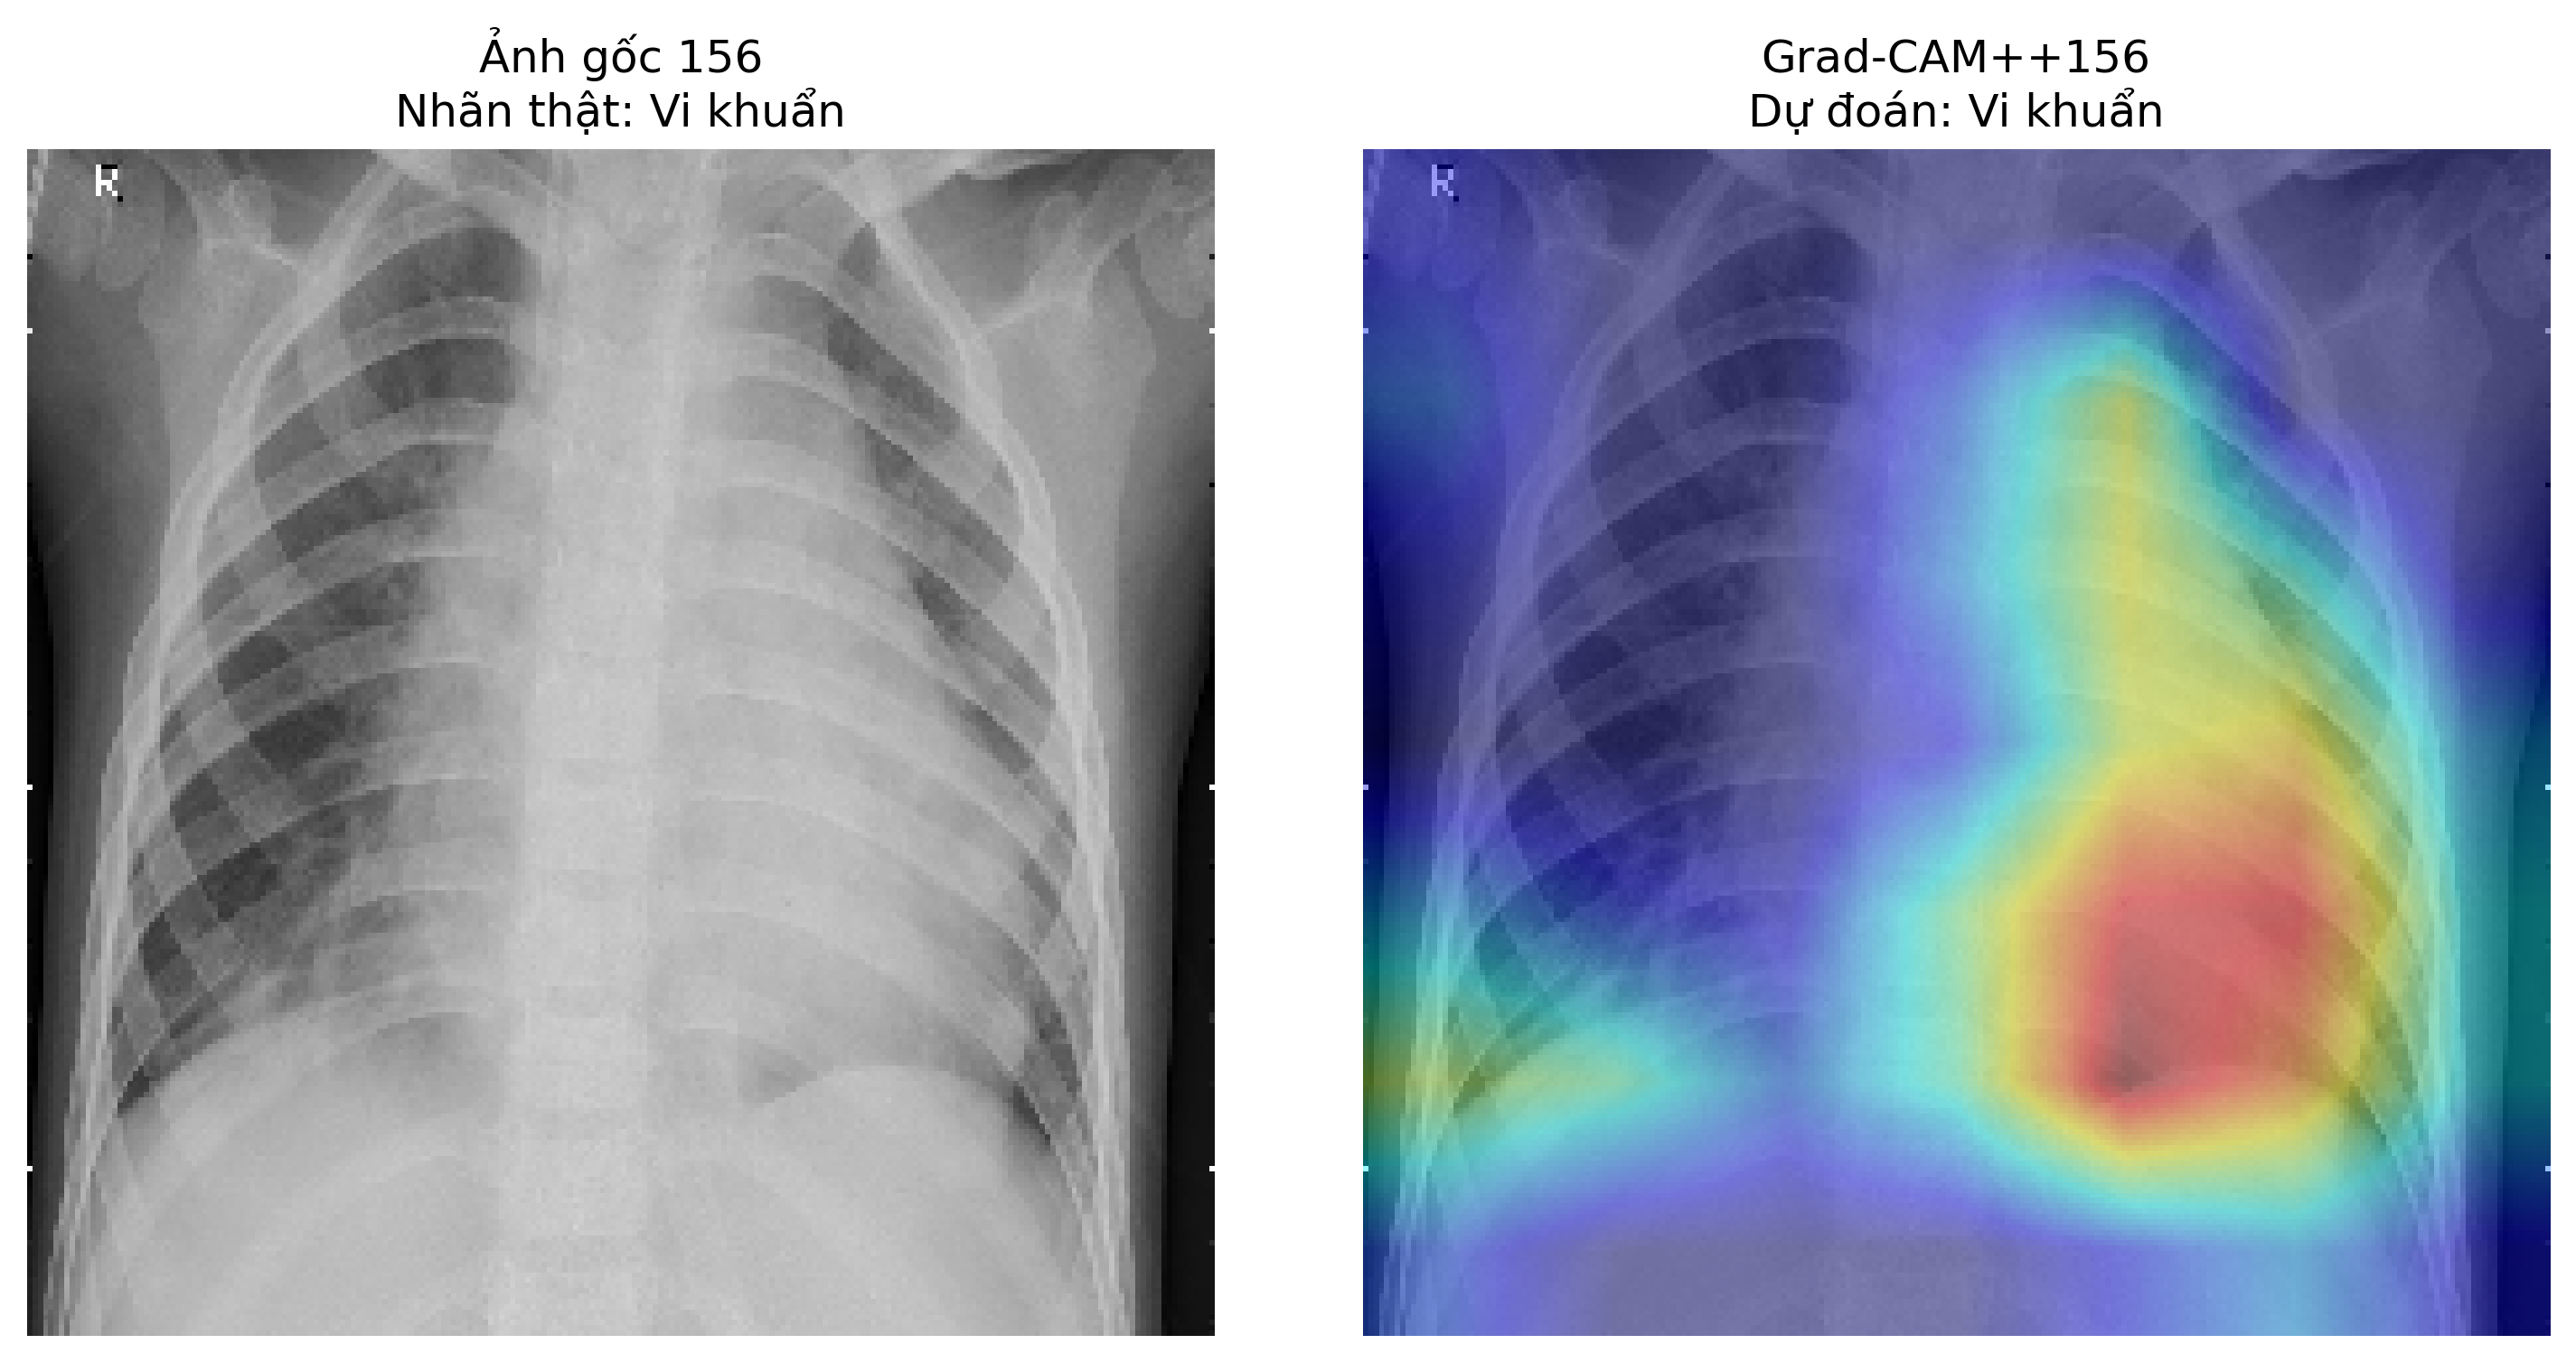 Ảnh gốc 156
Nhãn thật: Vi khuẩn
R
Grad-CAM++156
Dự đoán: Vi khuẩn
R